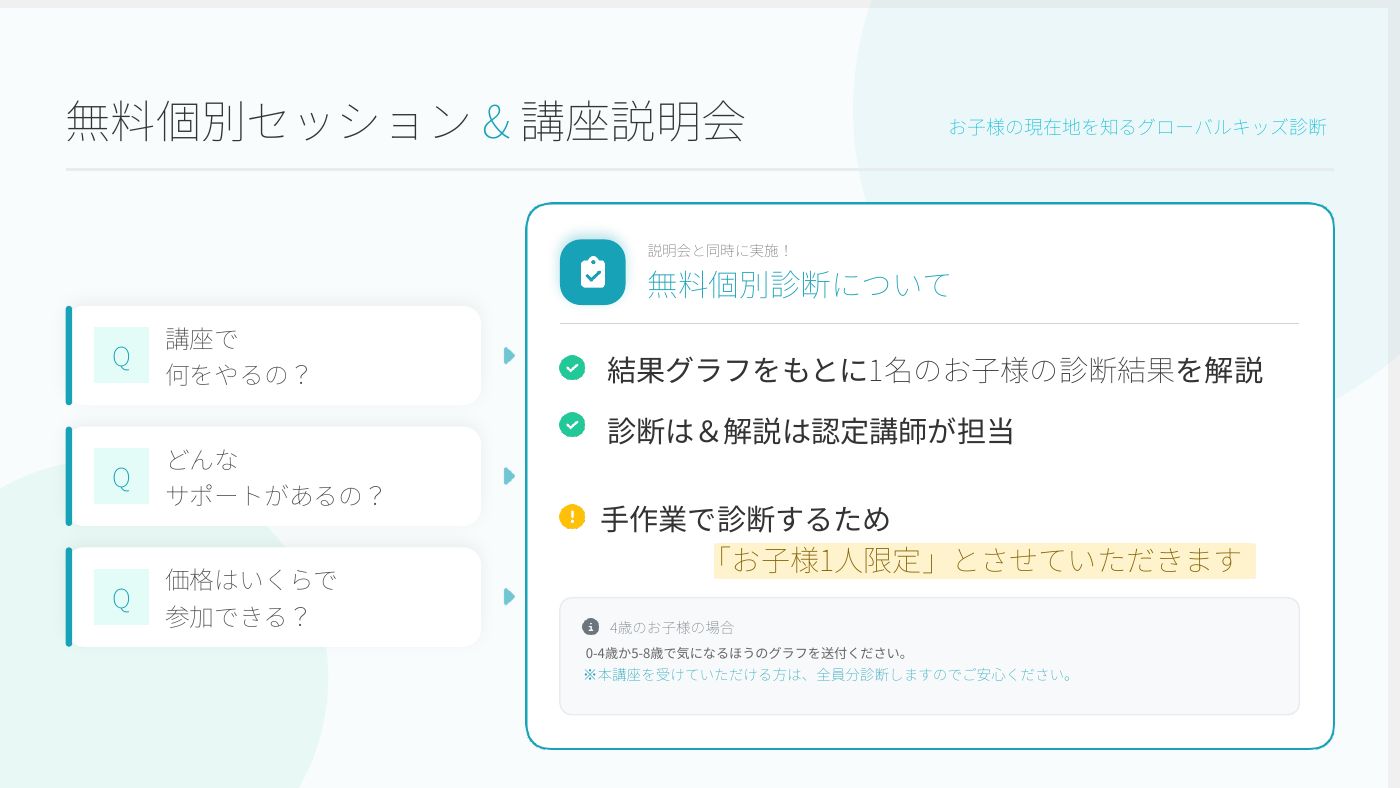 無料個別セッション & 講座説明会
お子様の現在地を知るグローバルキッズ診断
Q
講座で
何をやるの？
Q
どんな
サポートがあるの？
Q
価格はいくらで
参加できる？
説明会と同時に実施！
無料個別診断について
結果グラフをもとに1名のお子様の診断結果を解説
診断は＆解説は認定講師が担当
手作業で診断するため
「お子様1人限定」とさせていただきます
4歳のお子様の場合
0-4歳か5-8歳で気になるほうのグラフを送付ください。
※本講座を受けていただける方は、全員分診断しますのでご安心ください。